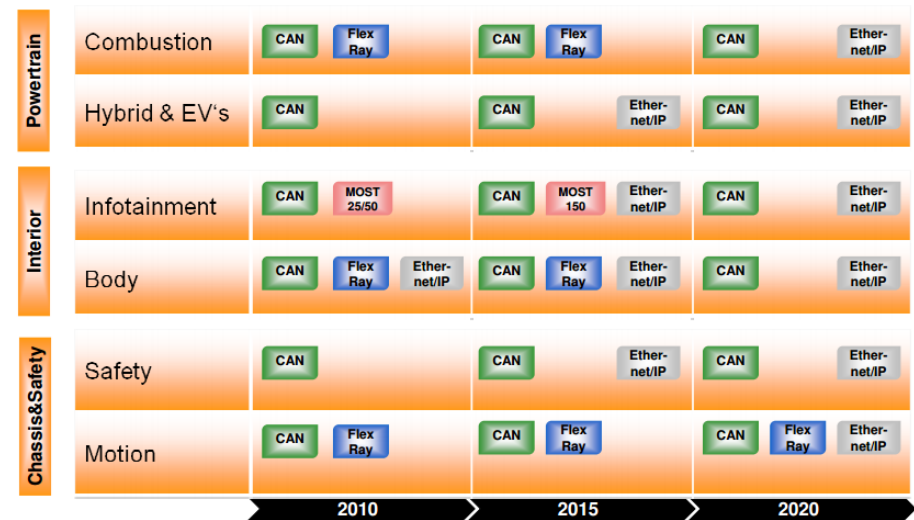 Powertrain
Combustion
CAN
Flex
Ray
CAN
Flex
Ray
CAN
Ether-
net/IP
Hybrid & EV‘s
CAN
CAN
Ether-
net/IP
CAN
Ether-
net/IP
Interior
Infotainment
CAN
MOST
25/50
CAN
MOST
150
Ether-
net/IP
CAN
Ether-
net/IP
Body
CAN
Flex
Ray
Ether-
net/IP
CAN
Flex
Ray
Ether-
net/IP
CAN
Ether-
net/IP
Chassis&Safety
Safety
CAN
CAN
Ether-
net/IP
CAN
Ether-
net/IP
Motion
CAN
Flex
Ray
CAN
Flex
Ray
CAN
Flex
Ray
Ether-
net/IP
2010
2015
2020